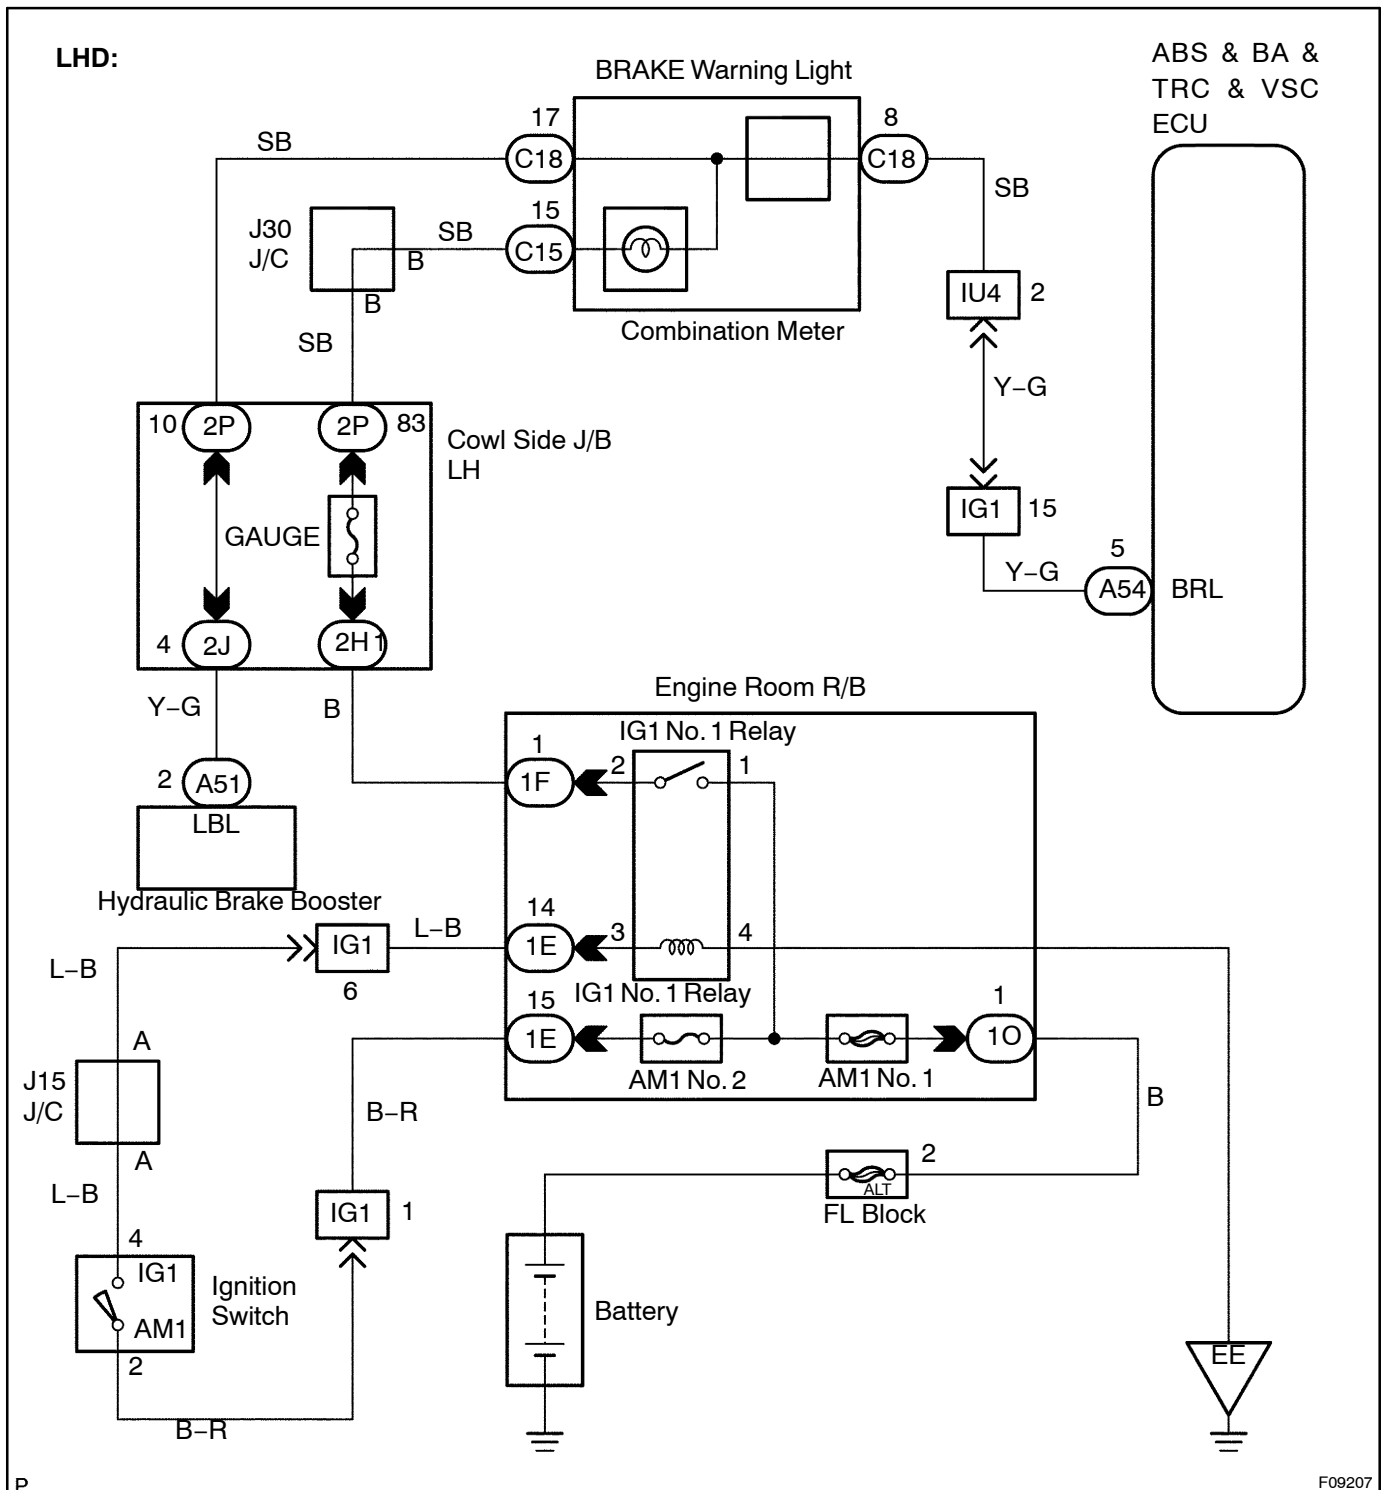 LHD:
BRAKE Warning Light
ABS & BA &
TRC & VSC
ECU
17
8
SB
C18
C18
SB
15
J30
J/C
SB
B
C15
IU4
2
B
Combination Meter
SB
Y–G
10
2P
2P
83
Cowl Side J/B
LH
IG1
15
GAUGE
5
Y–G
A54
BRL
4
2J
2H
1
Engine Room R/B
Y–G
B
IG1 No. 1 Relay
1
2
1
2
A51
1F
LBL
Hydraulic Brake Booster
14
L–B
IG1
1E
3
4
L–B
6
15
IG1 No. 1 Relay
1
1E
1O
A
J15
J/C
AM1 No. 2
AM1 No. 1
B
B–R
A
2
L–B
ALT
IG1
1
FL Block
4
IG1
Ignition
Switch
AM1
Battery
2
EE
B–R
P
F09207